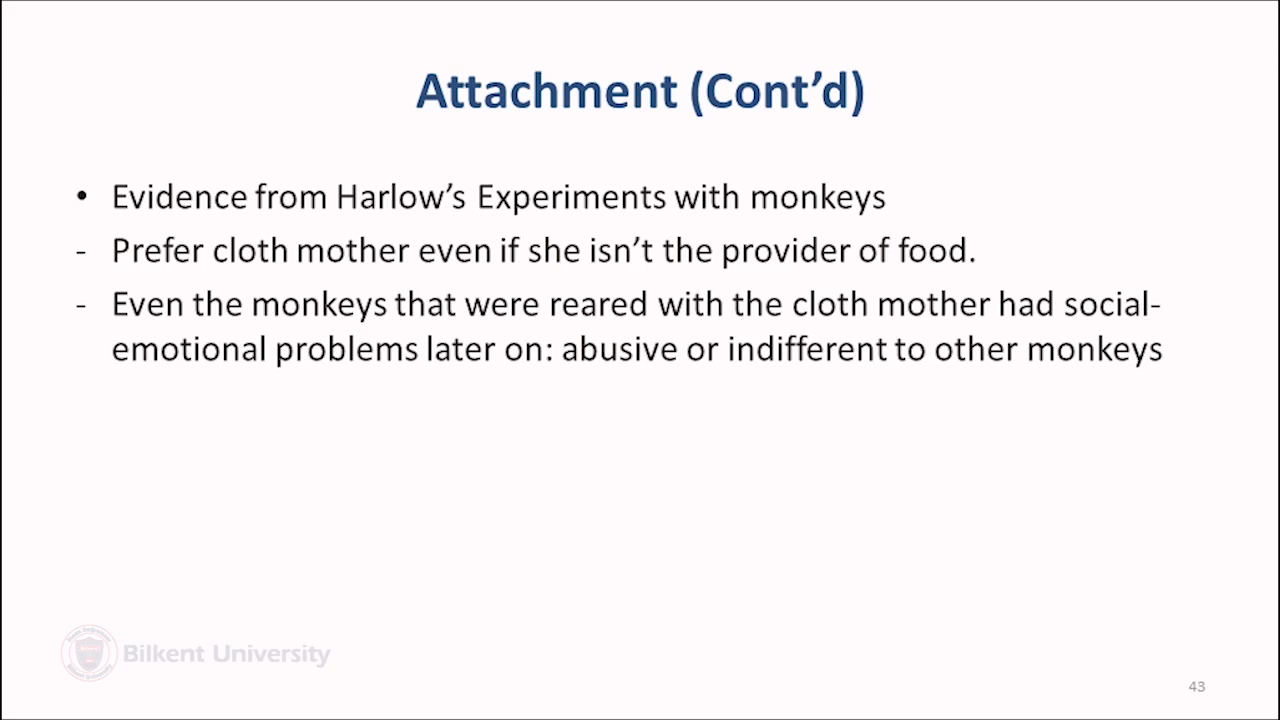 Attachment (Cont’d)
• Evidence from Harlow’s Experiments with monkeys
- Prefer cloth mother even if she isn’t the provider of food.
- Even the monkeys that were reared with the cloth mother had social-
emotional problems later on: abusive or indifferent to other monkeys
Bilkent University
43